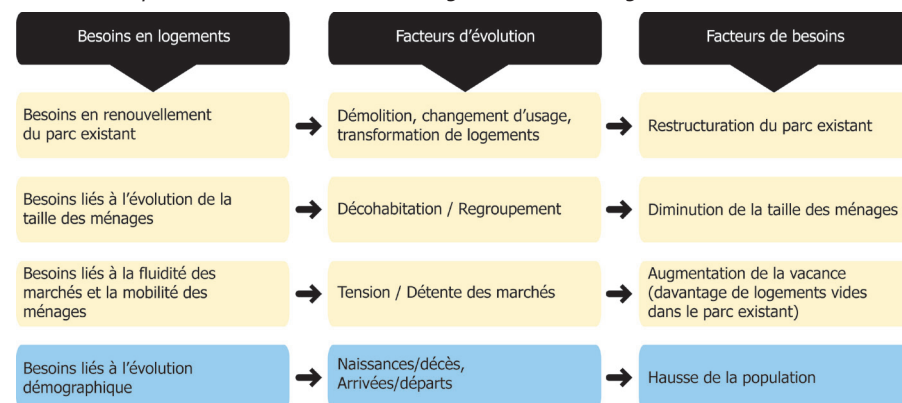 Besoins en logements
Facteurs d'évolution
Facteurs de besoins
Besoins en renouvellement
du parc existant
Démolition, changement d'usage,
transformation de logements
Restructuration du parc existant
Besoins liés à l'évolution de la
taille des ménages
Décohabitation / Regroupement
Diminution de la taille des ménages
Besoins liés à la fluidité des
marchés et la mobilité des
ménages
Tension / Détente des marchés
Augmentation de la vacance
(davantage de logements vides
dans le parc existant)
Besoins liés à l'évolution
démographique
Naissances/décès,
Arrivées/départs
Hausse de la population